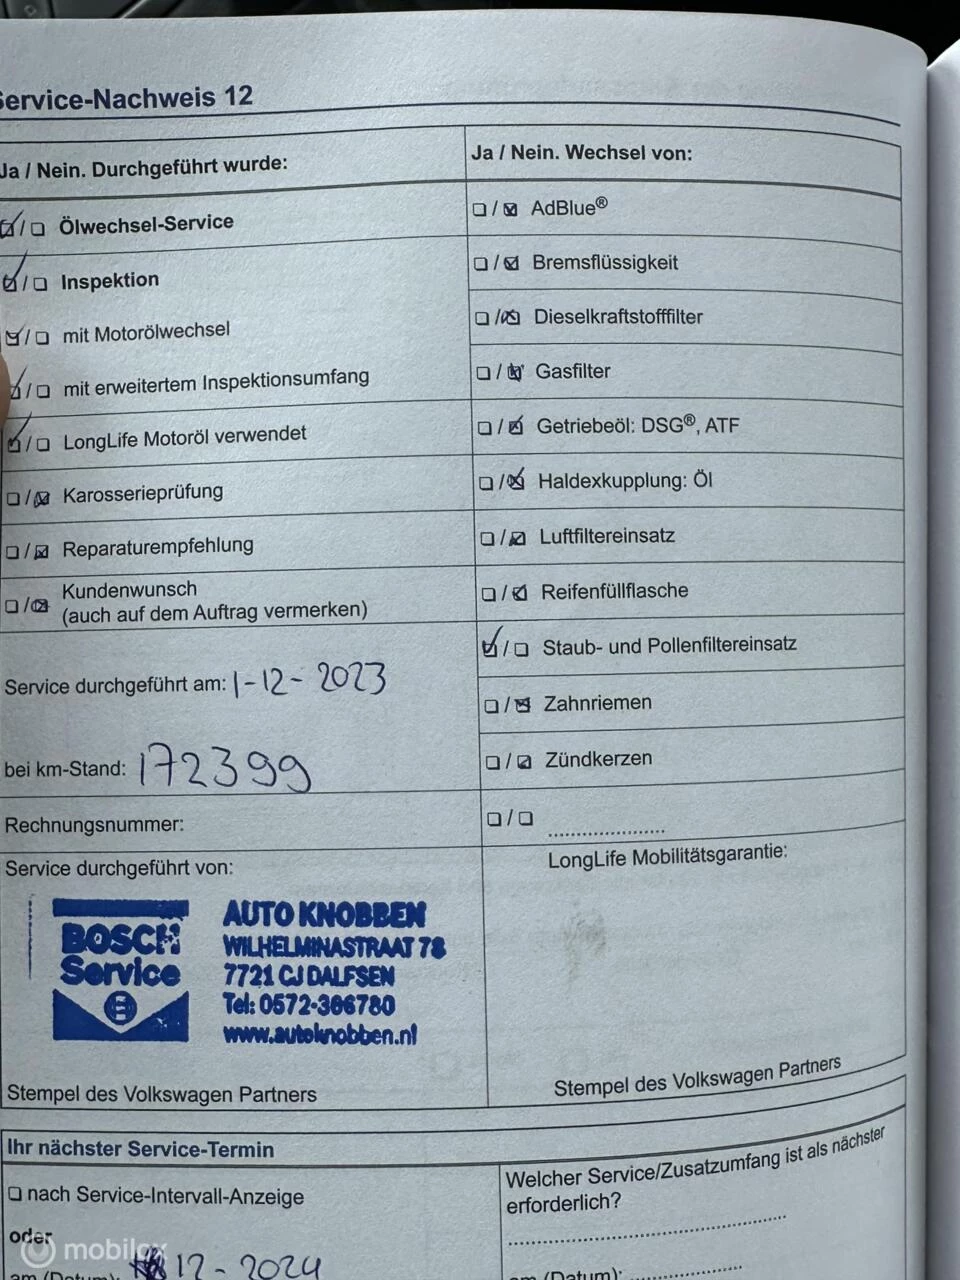 Service-Nachweis 12
Ja / Nein. Durchgeführt wurde:
Ölwechsel-Service
Inspektion
mit Motorölwechsel
mit erweitertem Inspektionsumfang
LongLife Motoröl verwendet
Karosserieprüfung
Reparaturempfehlung
Kundenwunsch
(auch auf dem Auftrag vermerken)
Service durchgeführt am: 1-12-2023
bei km-Stand: 172399
Rechnungsnummer:
Service durchgeführt von:
BOSCH
Service
AUTO KNOBBEN
WILHELMINASTRAAT 78
7721 CJ DALFSEN
Tel: 0572-366780
www.autoknobben.nl
Stempel des Volkswagen Partners
Ja / Nein. Wechsel von:
AdBlue®
Bremsflüssigkeit
Dieselkraftstofffilter
Gasfilter
Getriebeöl: DSG®, ATF
Haldexkupplung: Öl
Luftfiltereinsatz
Reifenfüllflasche
Staub- und Pollenfiltereinsatz
Zahnriemen
Zündkerzen
LongLife Mobilitätsgarantie:
Stempel des Volkswagen Partners
Ihr nächster Service-Termin
nach Service-Intervall-Anzeige
oder
am (Datum): 12-2024
Welcher Service/Zusatzumfang ist als nächster
erforderlich?
am (Datum):
mobilox